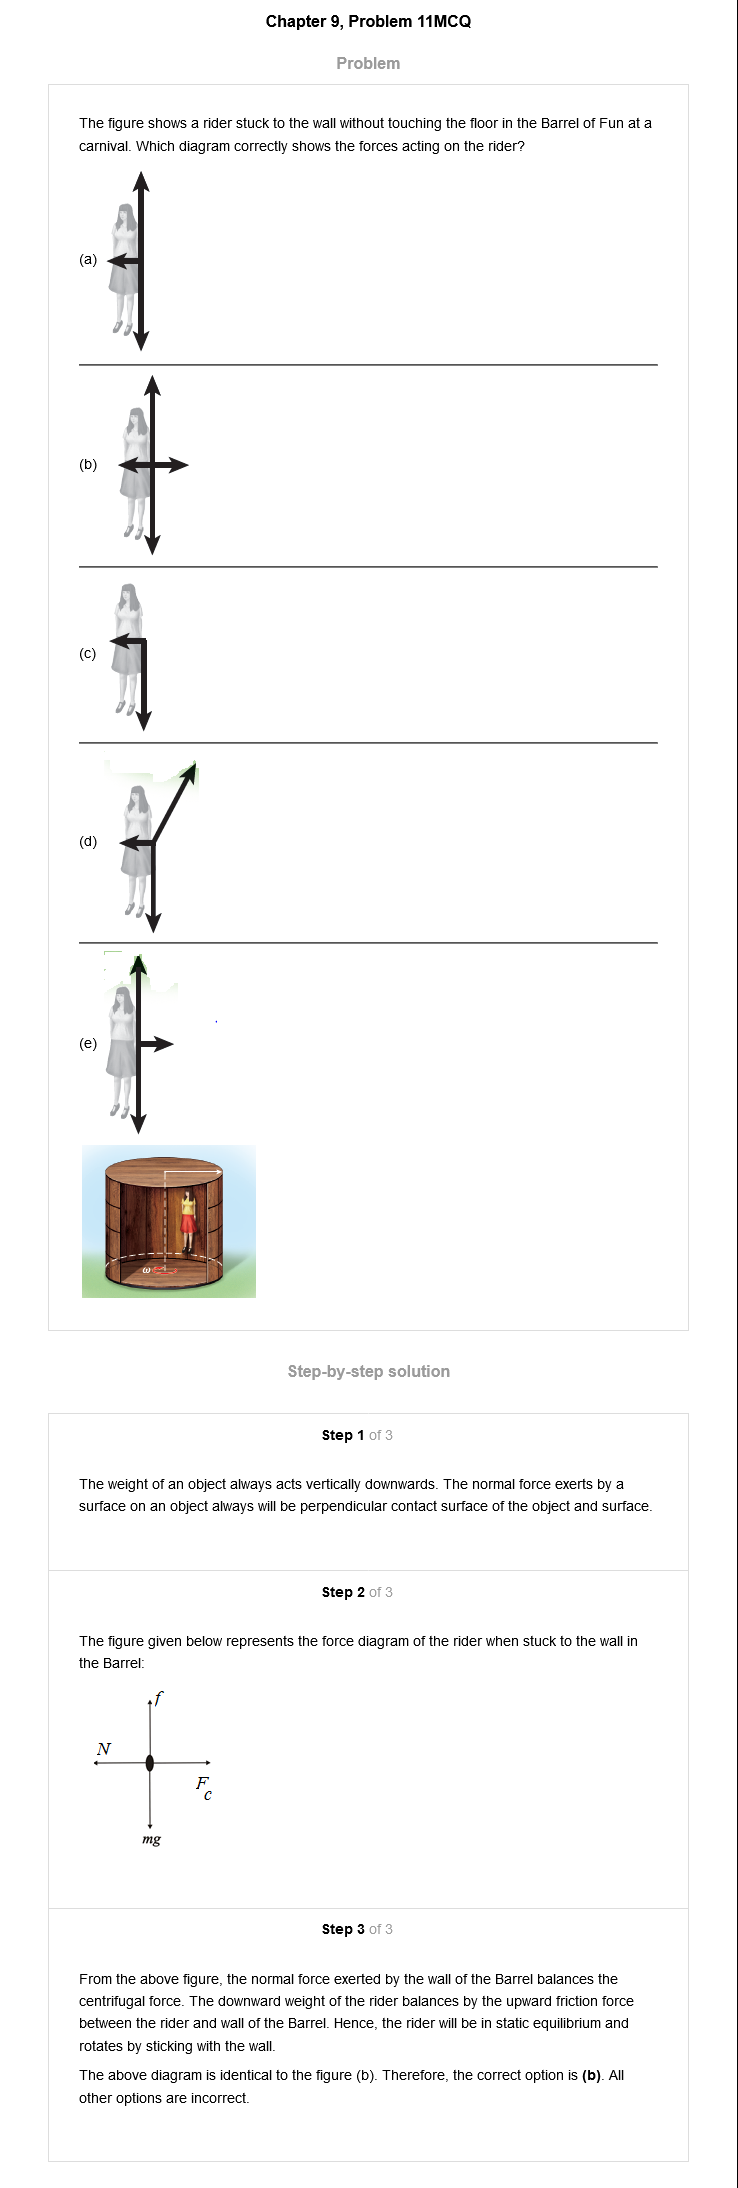 Chapter 9, Problem 11MCQ
Problem
The figure shows a rider stuck to the wall without touching the floor in the Barrel of Fun at a
carnival. Which diagram correctly shows the forces acting on the rider?
(a)
(b)
(c)
(d)
(e)
ω
Step-by-step solution
Step 1 of 3
The weight of an object always acts vertically downwards. The normal force exerts by a
surface on an object always will be perpendicular contact surface of the object and surface.
Step 2 of 3
The figure given below represents the force diagram of the rider when stuck to the wall in
the Barrel:
f
N
F
c
mg
Step 3 of 3
From the above figure, the normal force exerted by the wall of the Barrel balances the
centrifugal force. The downward weight of the rider balances by the upward friction force
between the rider and wall of the Barrel. Hence, the rider will be in static equilibrium and
rotates by sticking with the wall.
The above diagram is identical to the figure (b). Therefore, the correct option is (b). All
other options are incorrect.